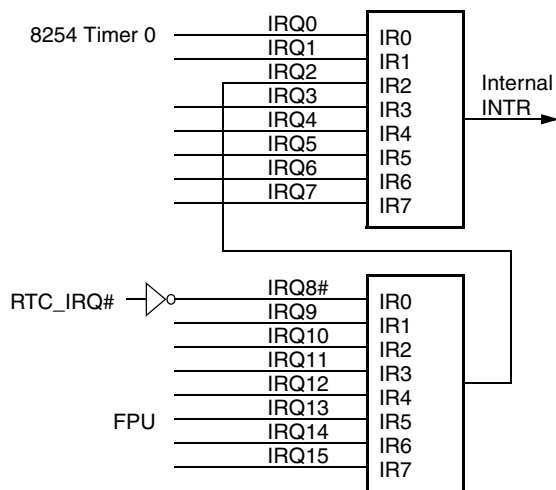 8254 Timer 0
IRQ0
IRQ1
IRQ2
IRQ3
IRQ4
IRQ5
IRQ6
IRQ7
IR0
IR1
IR2
IR3
IR4
IR5
IR6
IR7
Internal
INTR
RTC_IRQ#
FPU
IRQ8#
IRQ9
IRQ10
IRQ11
IRQ12
IRQ13
IRQ14
IRQ15
IR0
IR1
IR2
IR3
IR4
IR5
IR6
IR7